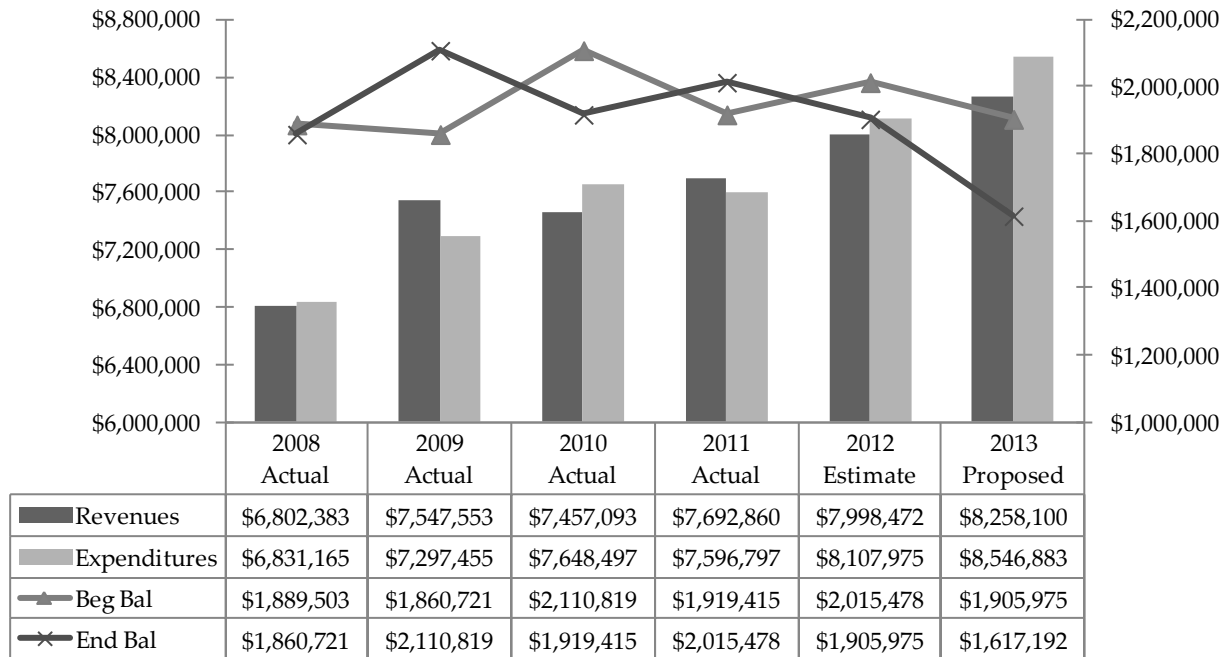 $8,800,000 $2,200,000
$8,400,000 $2,000,000
$8,000,000 $1,800,000
$7,600,000
$7,200,000 $1,600,000
$6,800,000 $1,400,000
$6,400,000 $1,200,000
$6,000,000 $1,000,000
2008 2009 2010 2011 2012 2013
Actual Actual Actual Actual Estimate Proposed
Revenues $6,802,383 $7,547,553 $7,457,093 $7,692,860 $7,998,472 $8,258,100
Expenditures $6,831,165 $7,297,455 $7,648,497 $7,596,797 $8,107,975 $8,546,883
Beg Bal $1,889,503 $1,860,721 $2,110,819 $1,919,415 $2,015,478 $1,905,975
End Bal $1,860,721 $2,110,819 $1,919,415 $2,015,478 $1,905,975 $1,617,192